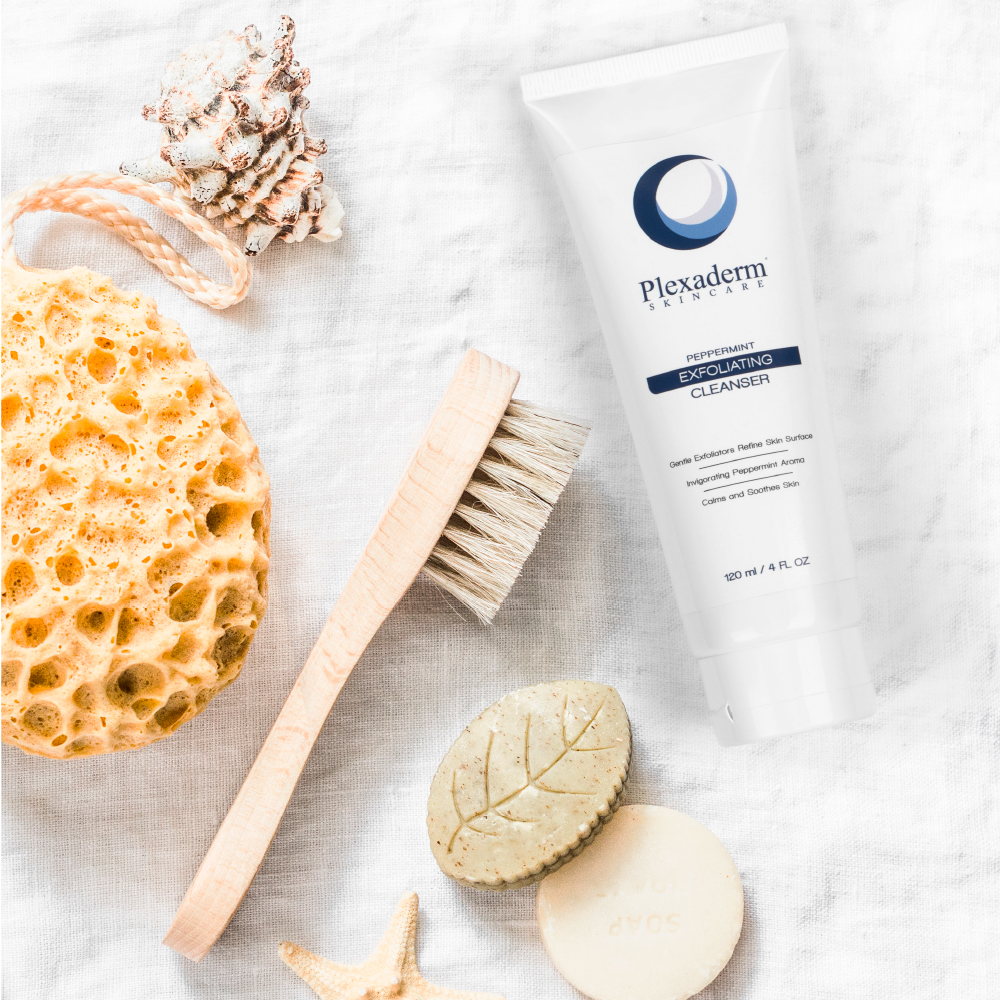 Plexaderm
SKINCARE
PEPPERMINT
EXFOLIATING
CLEANSER
Gentle Exfoliators Refine Skin Surface
Invigorating Peppermint Aroma
Calms and Soothes Skin
120 ml / 4 FL OZ
SOAP